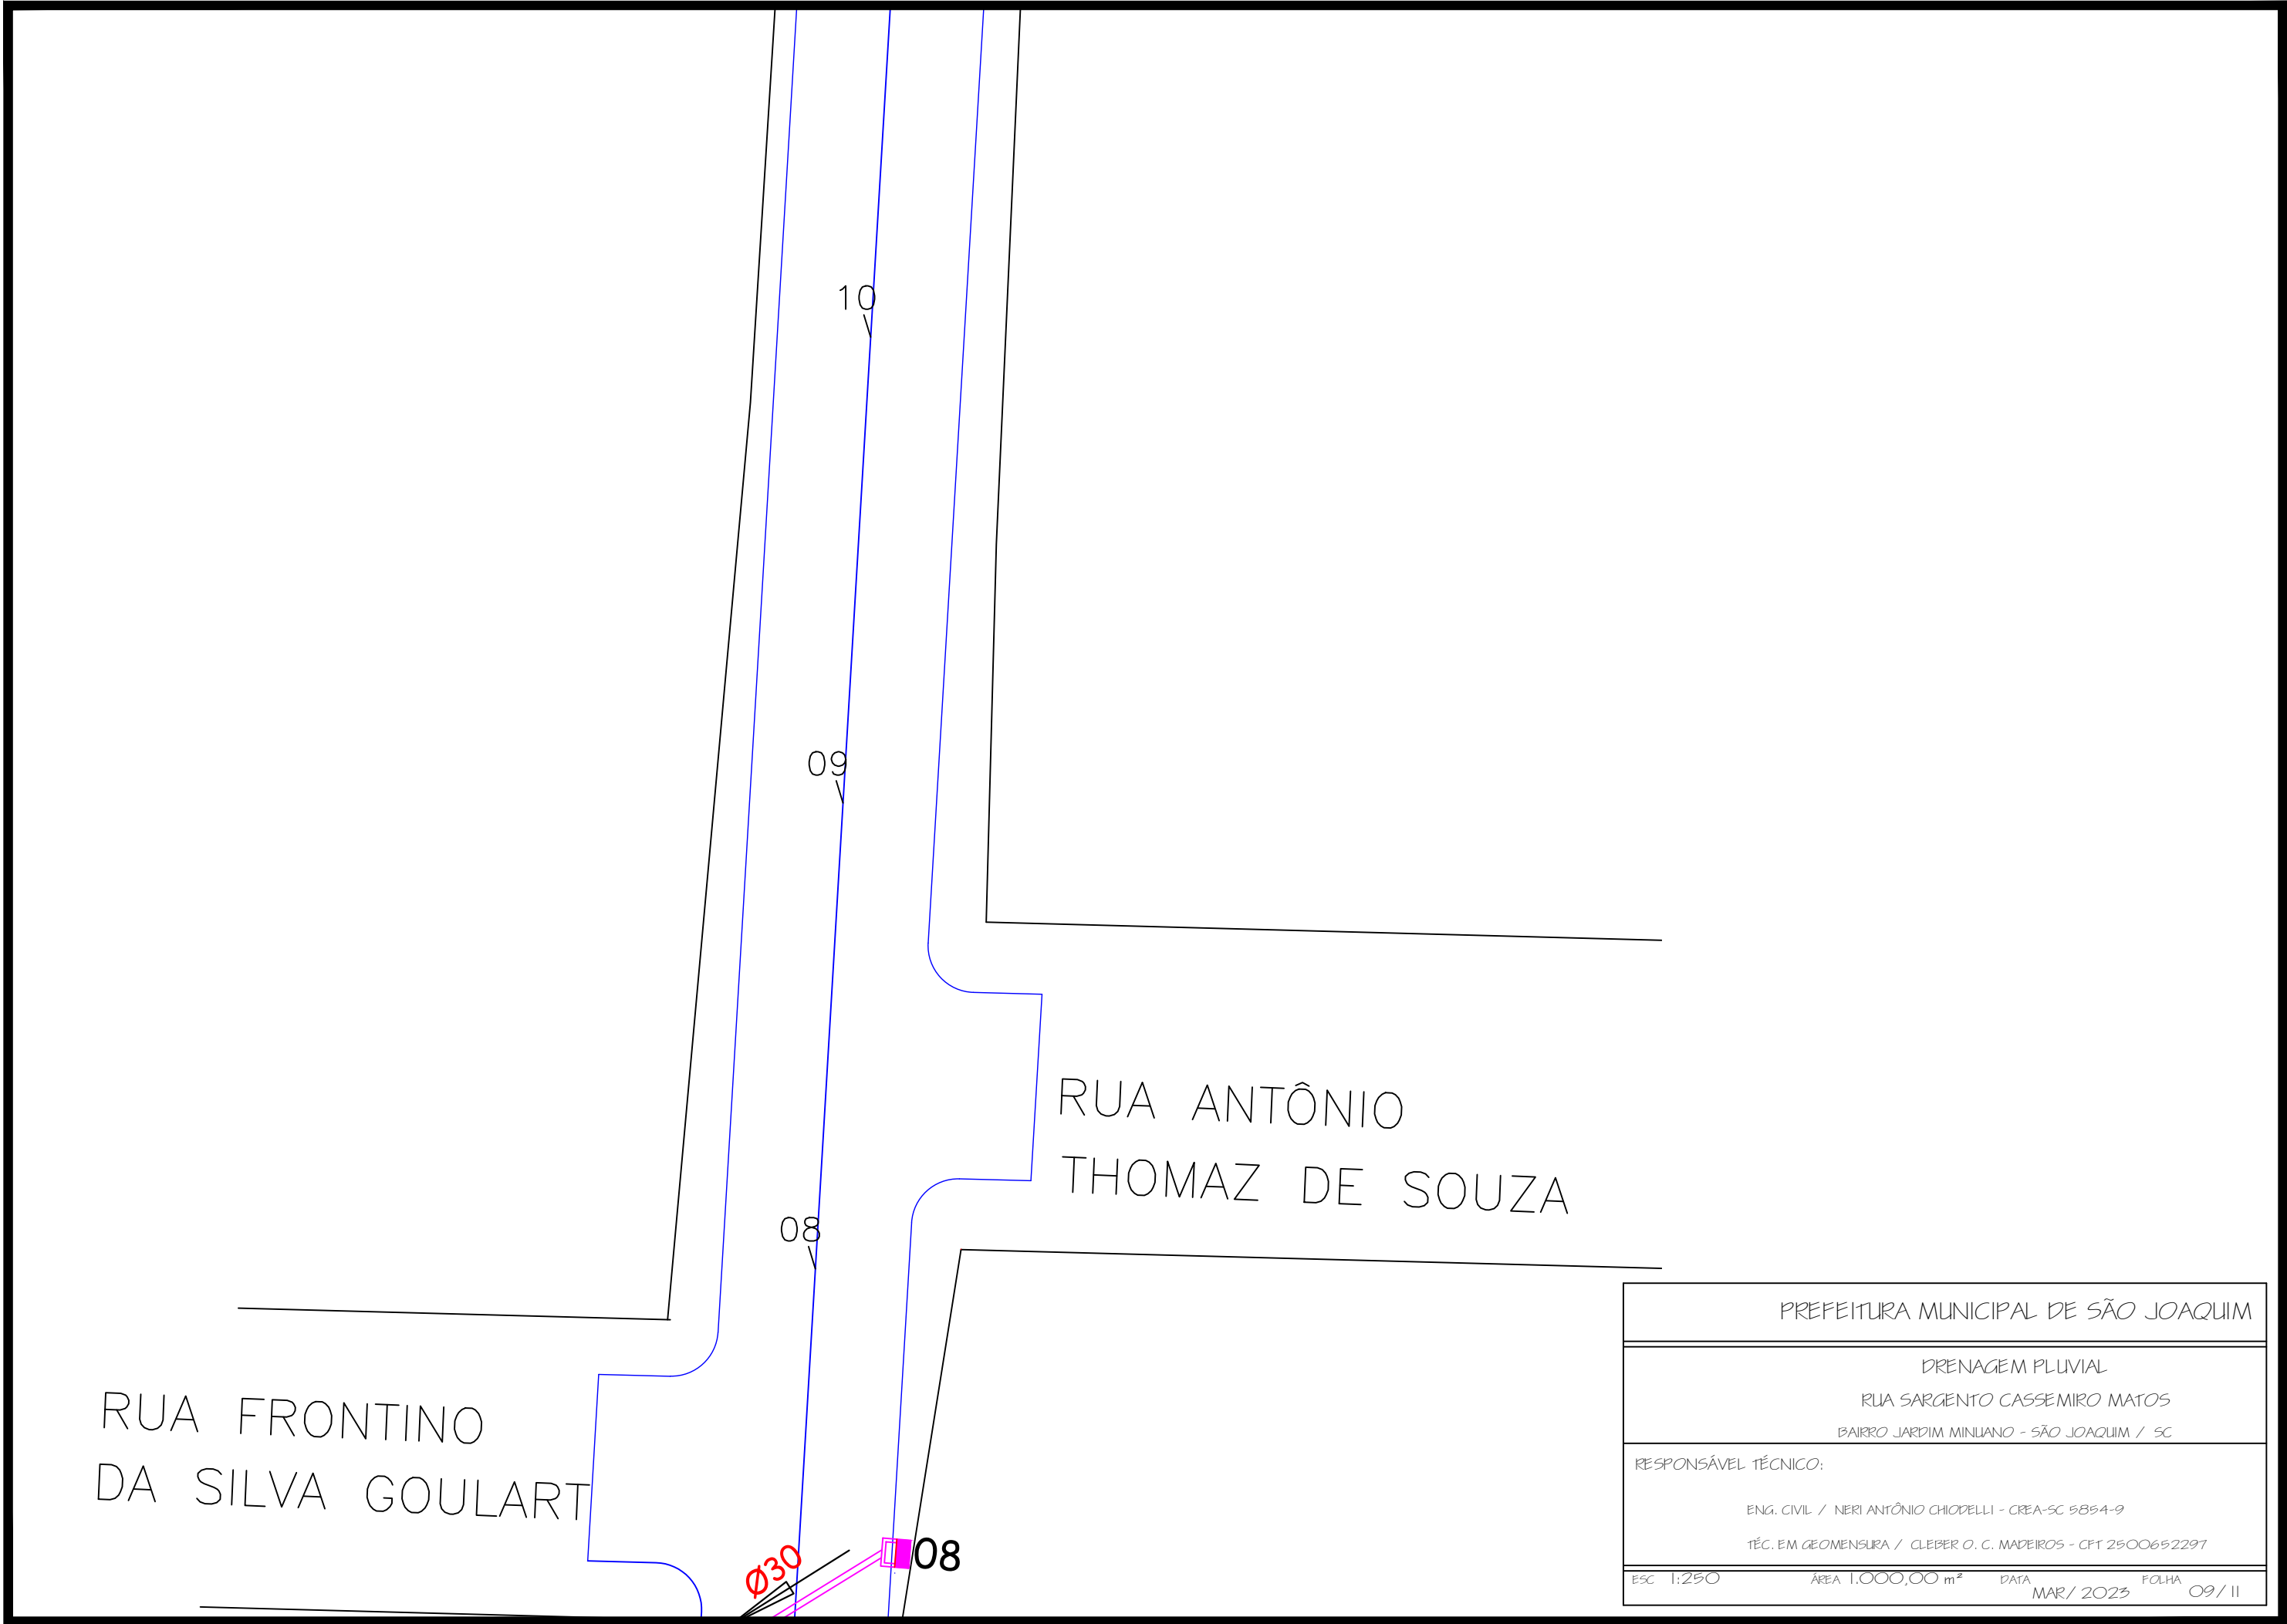 10
09
RUA ANTÔNIO
THOMAZ DE SOUZA
08
RUA FRONTINO
DA SILVA GOULART
Ø30
08
PREFEITURA MUNICIPAL DE SÃO JOAQUIM
DRENAGEM PLUVIAL
RUA SARGENTO CASSEMIRO MATOS
BAIRRO JARDIM MINUANO - SÃO JOAQUIM / SC
RESPONSÁVEL TÉCNICO:
ENG. CIVIL / NERI ANTÔNIO CHIODELLI - CREA-SC 5854-9
TÉC. EM GEOMENSURA / CLEBER O. C. MADEIROS - CFT 2500652297
ESC 1:250 ÁREA 1.000,00 m² DATA MAR/ 2023 FOLHA 09/11